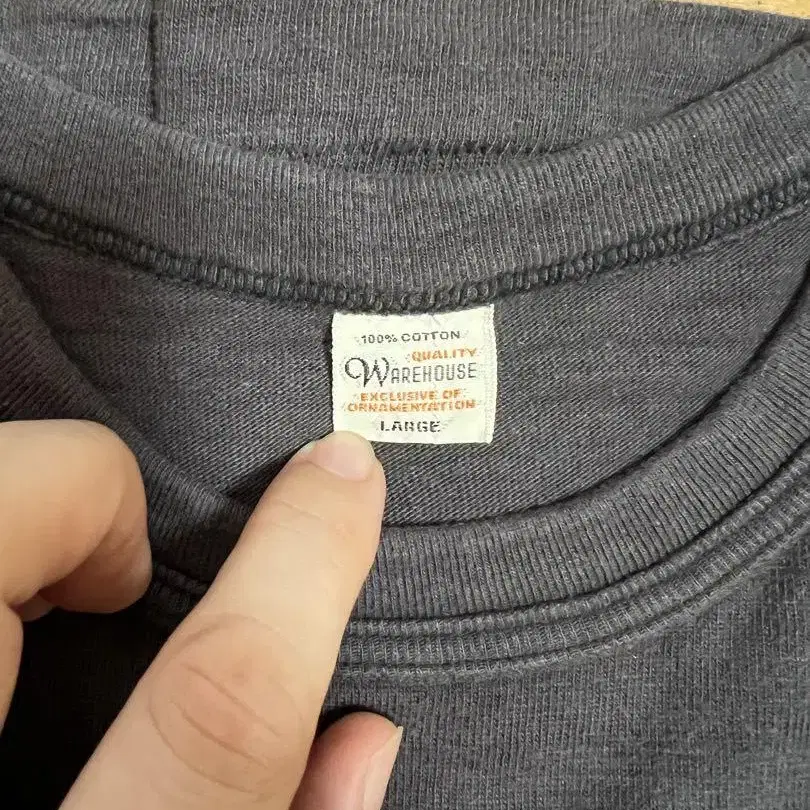 100% COTTON
QUALITY
WAREHOUSE
EXCLUSIVE OF
ORNAMENTATION
LARGE